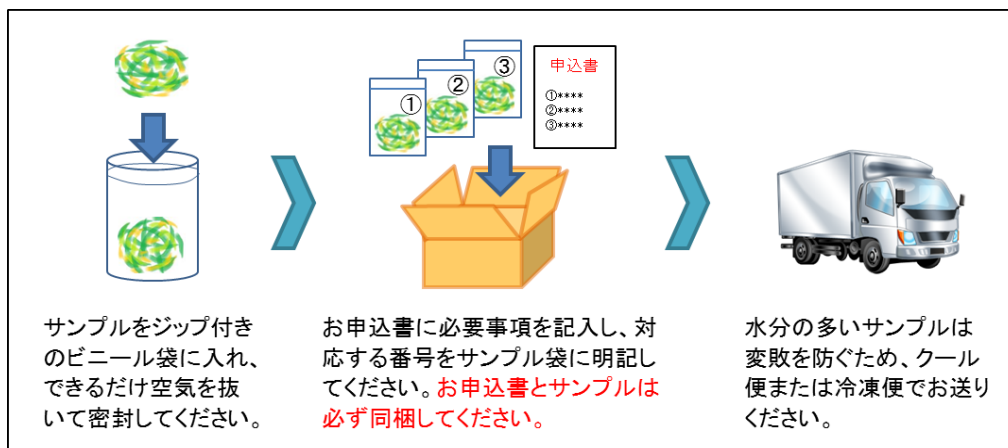 ①
②
③
申込書
①****
②****
③****
サンプルをジップ付き
のビニール袋に入れ、
できるだけ空気を抜
いて密封してください。
お申込書に必要事項を記入し、対
応する番号をサンプル袋に明記し
てください。お申込書とサンプルは
必ず同梱してください。
水分の多いサンプルは
変敗を防ぐため、クール
便または冷凍便でお送り
ください。